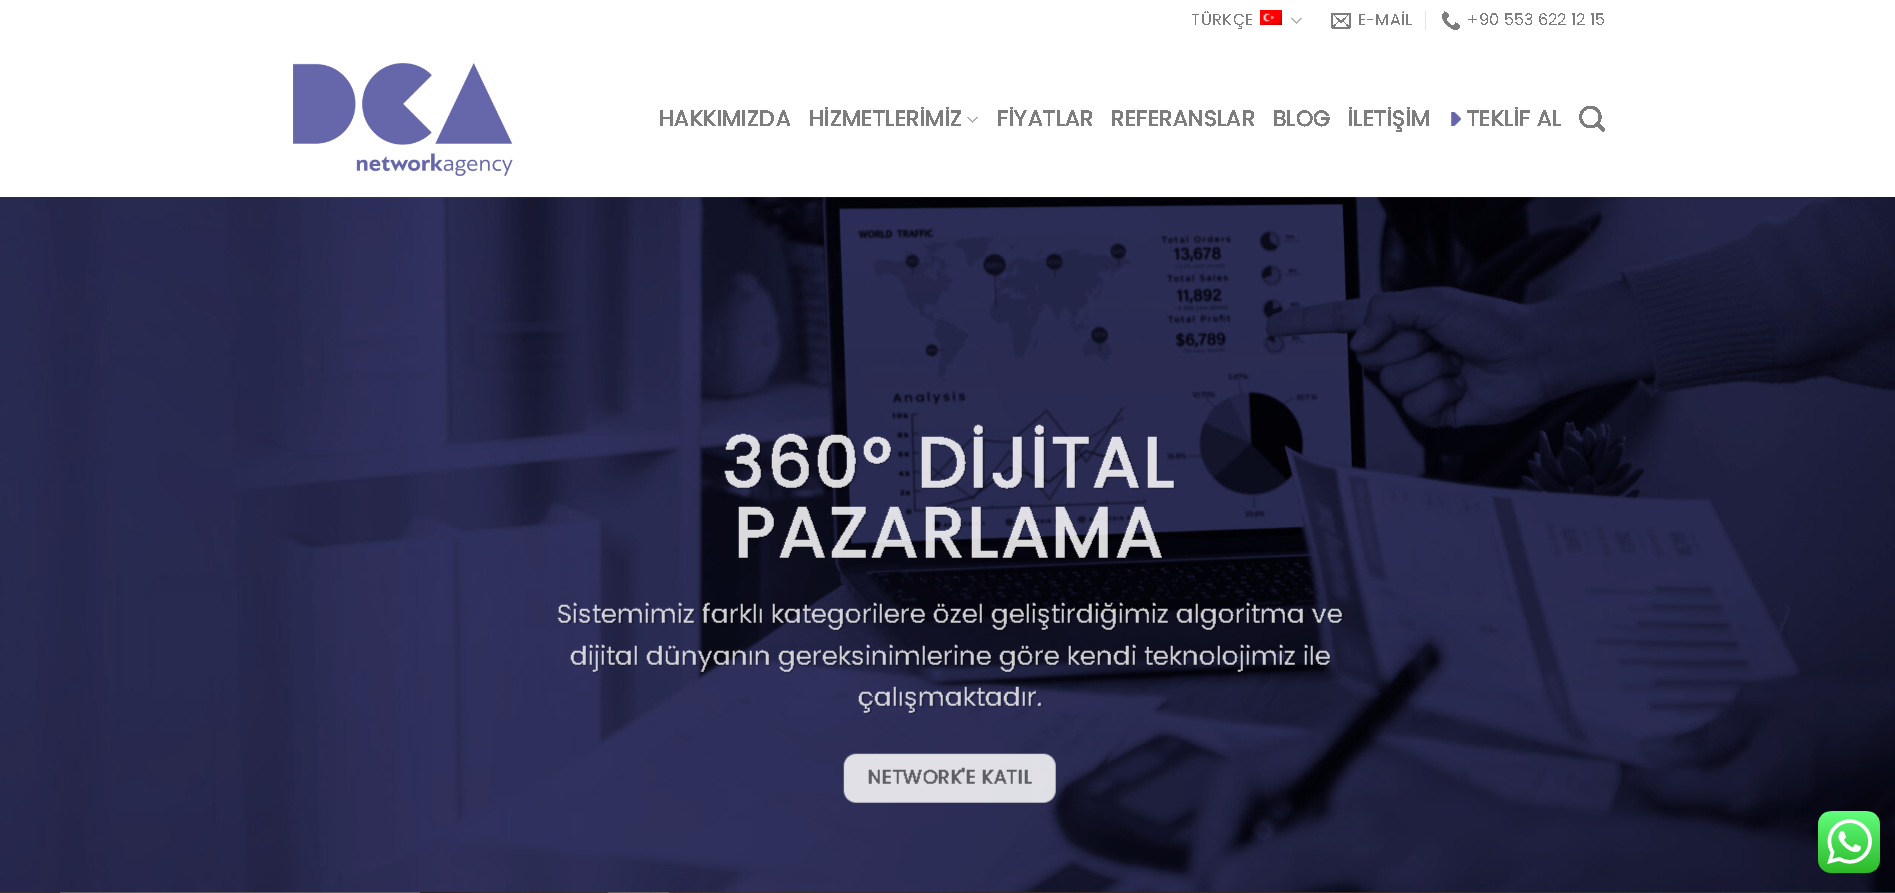 TÜRKÇE
E-MAİL
+90 553 622 12 15
DCA
networkagency
HAKKIMIZDA
HİZMETLERİMİZ
FİYATLAR
REFERANSLAR
BLOG
İLETİŞİM
TEKLİF AL
WORLD TRAFFIC
Total Orders
13,678
Total Sales
11,892
Total Profit
$6,789
Analysis
360° DİJİTAL
PAZARLAMA
Sistemimiz farklı kategorilere özel geliştirdiğimiz algoritma ve
dijital dünyanın gereksinimlerine göre kendi teknolojimiz ile
çalışmaktadır.
NETWORK'E KATIL